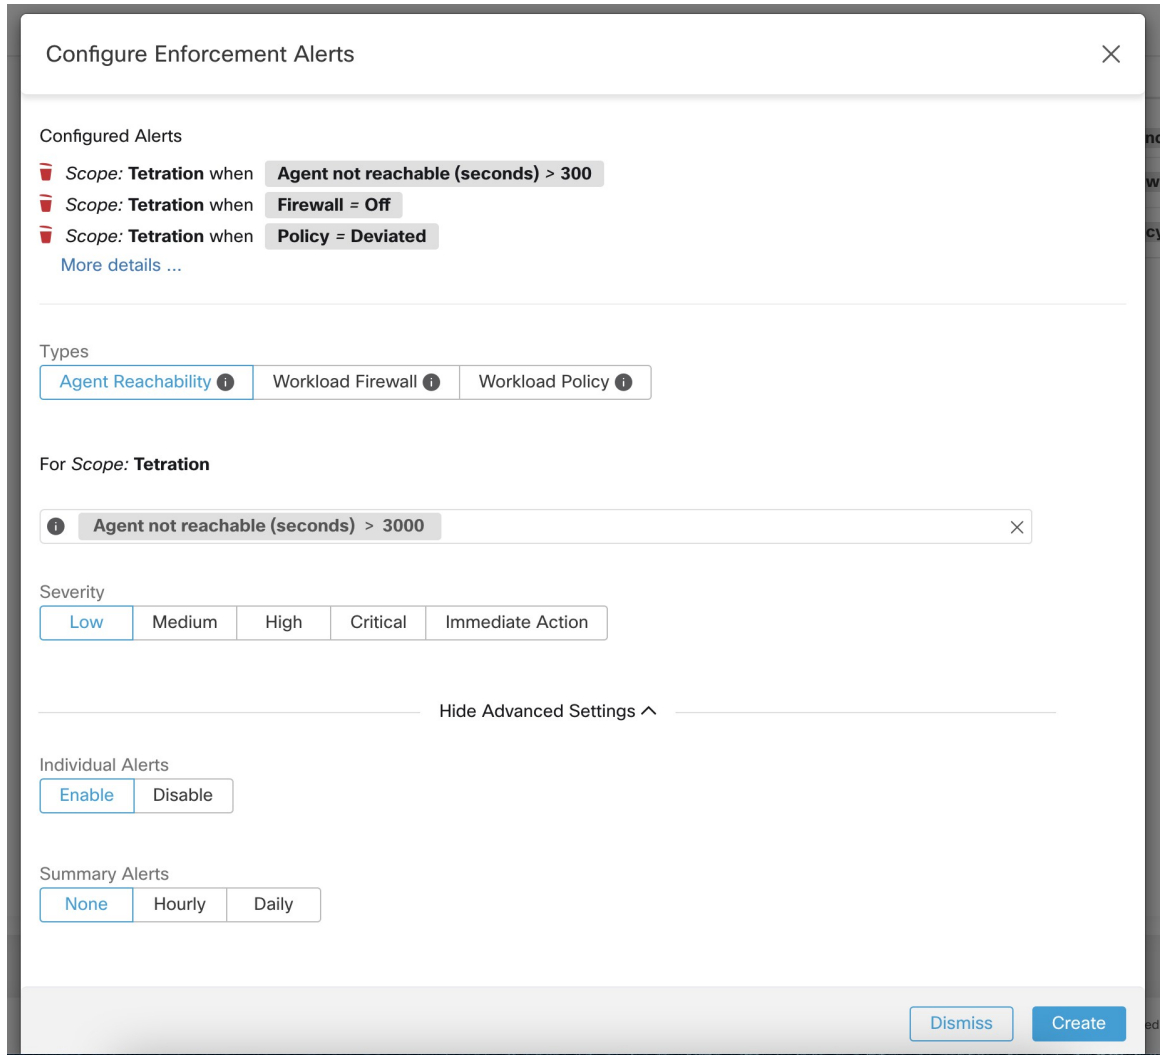 Configure Enforcement Alerts
Configured Alerts
Scope: Tetration when Agent not reachable (seconds) > 300
Scope: Tetration when Firewall = Off
Scope: Tetration when Policy = Deviated
More details ...
Types
Agent Reachability Workload Firewall Workload Policy
For Scope: Tetration
Agent not reachable (seconds) > 3000
Severity
Low Medium High Critical Immediate Action
Hide Advanced Settings
Individual Alerts
Enable Disable
Summary Alerts
None Hourly Daily
Dismiss Create